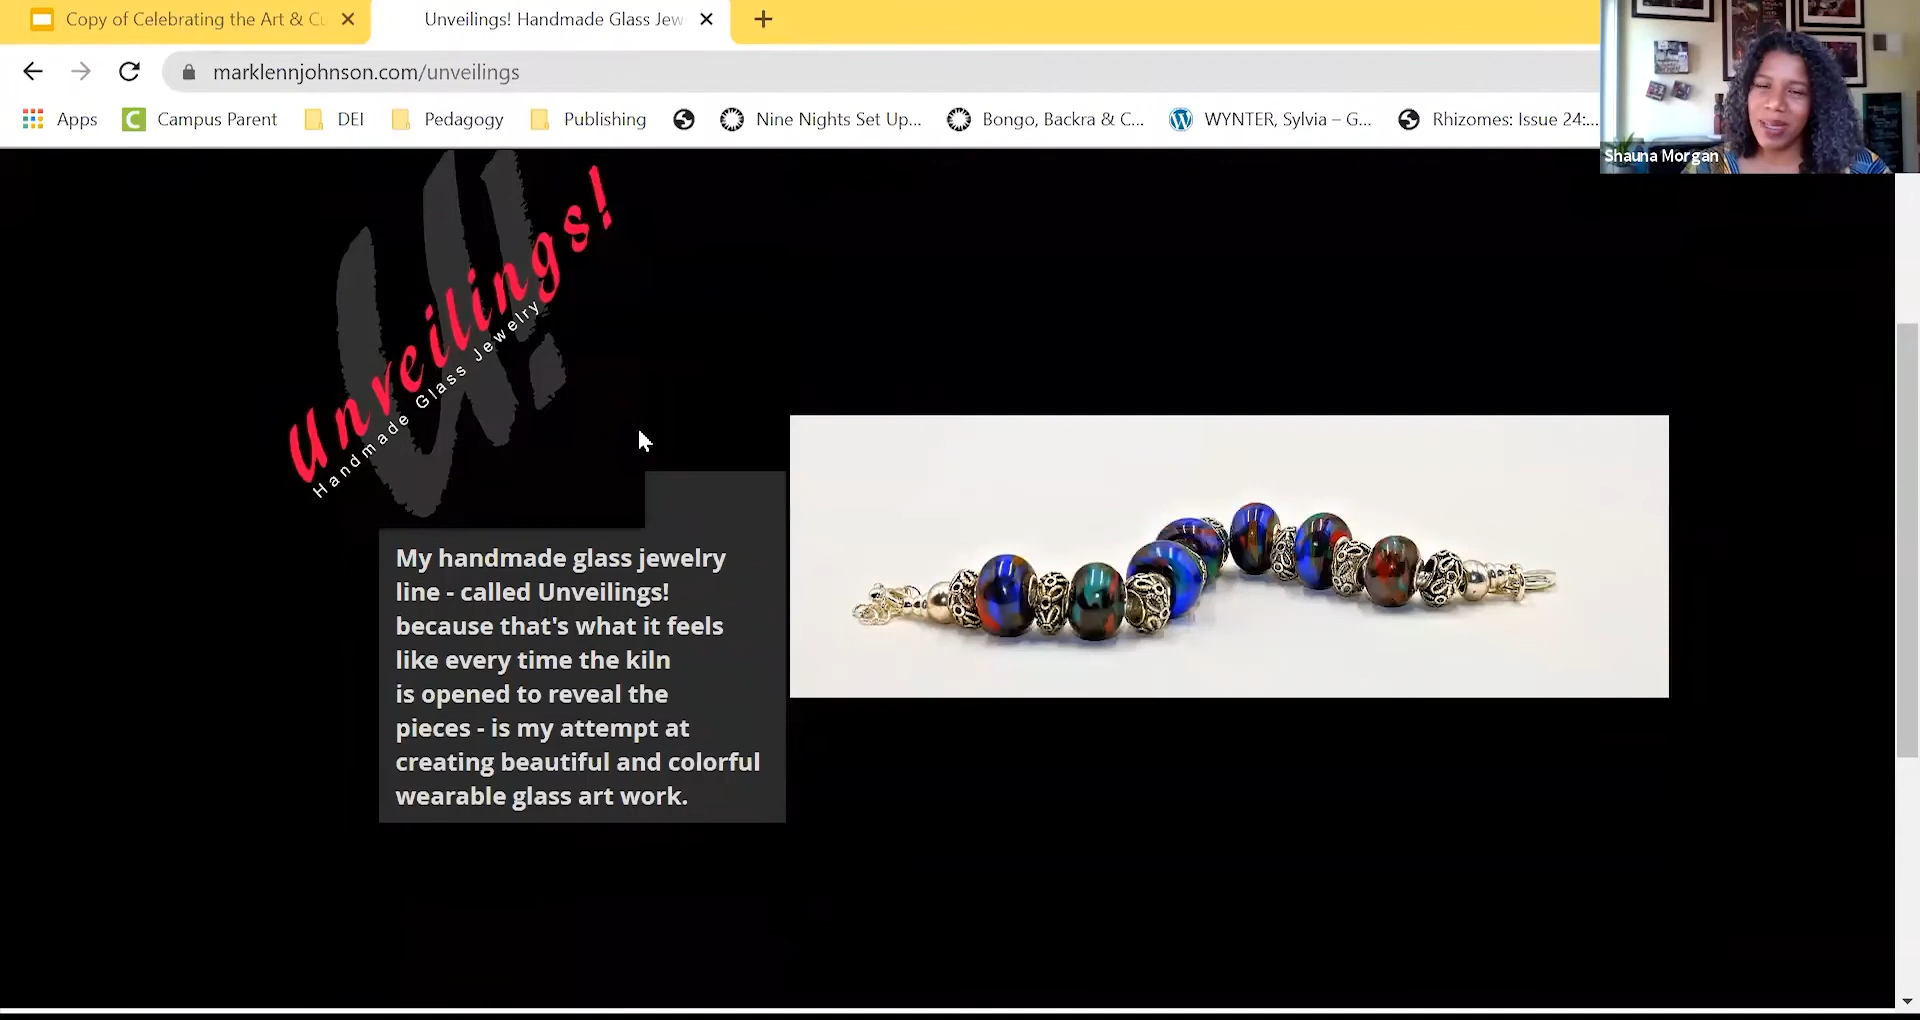 Copy of Celebrating the Art & Cu
Unveilings! Handmade Glass Jew
marklennjohnson.com/unveilings
Apps
Campus Parent
DEI
Pedagogy
Publishing
Nine Nights Set Up...
Bongo, Backra & C...
WYNTER, Sylvia – G...
Rhizomes: Issue 24:...
Shauna Morgan
U!
Unveilings!
Handmade Glass Jewelry
My handmade glass jewelry
line - called Unveilings!
because that's what it feels
like every time the kiln
is opened to reveal the
pieces - is my attempt at
creating beautiful and colorful
wearable glass art work.